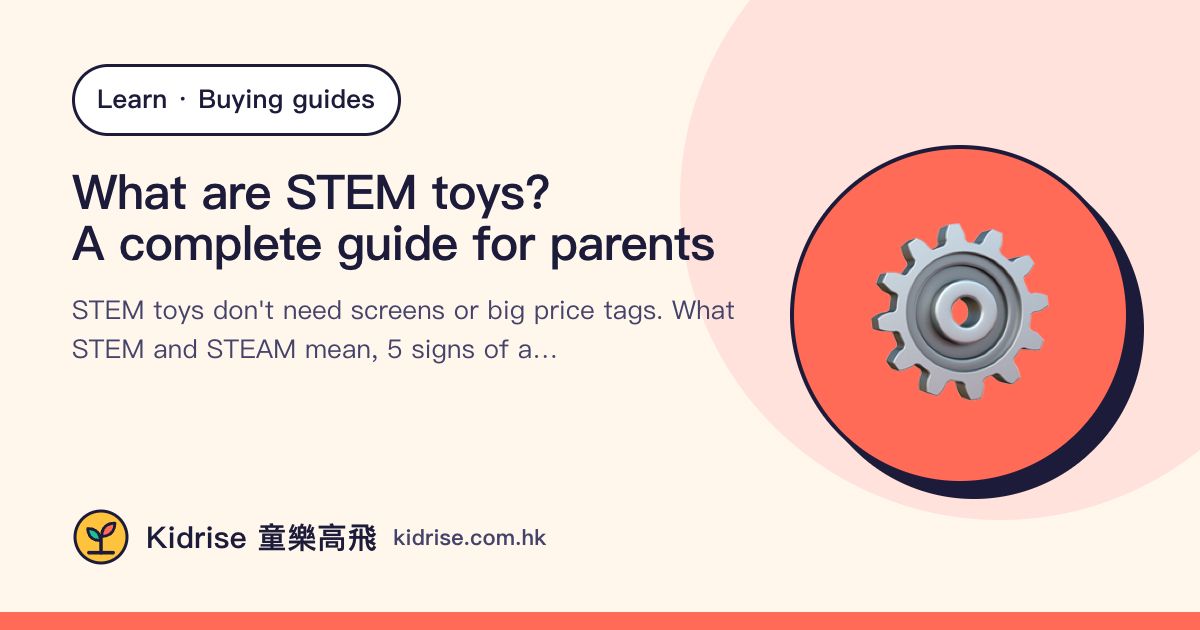 Learn · Buying guides
What are STEM toys?
A complete guide for parents
STEM toys don't need screens or big price tags. What
STEM and STEAM mean, 5 signs of a…
Kidrise 童樂高飛 kidrise.com.hk